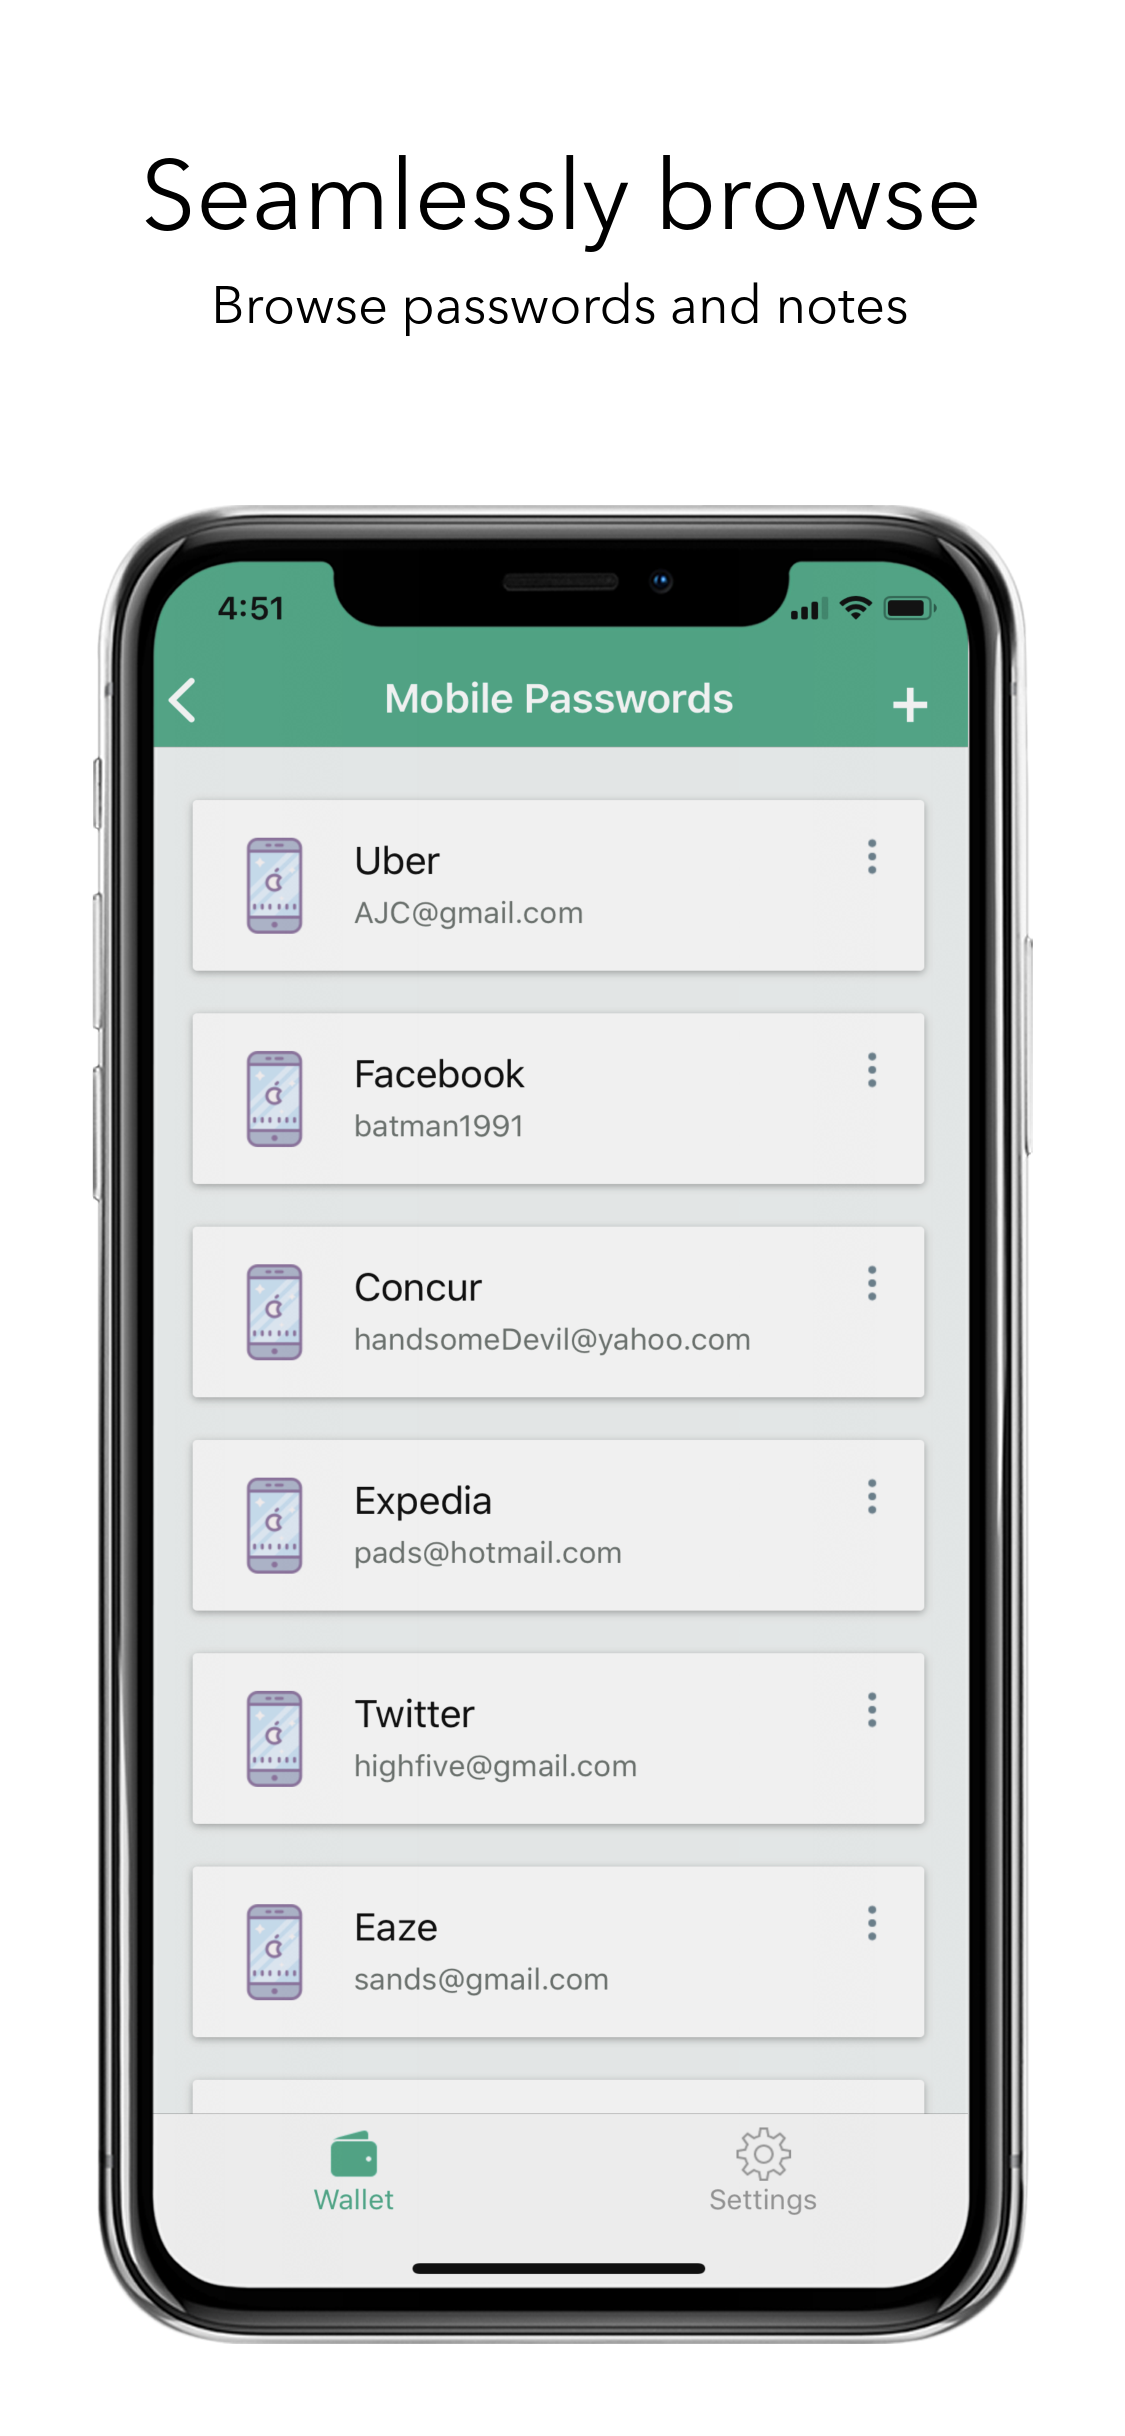 Seamlessly browse
Browse passwords and notes
4:51
Mobile Passwords
Uber
AJC@gmail.com
Facebook
batman1991
Concur
handsomeDevil@yahoo.com
Expedia
pads@hotmail.com
Twitter
highfive@gmail.com
Eaze
sands@gmail.com
Wallet
Settings